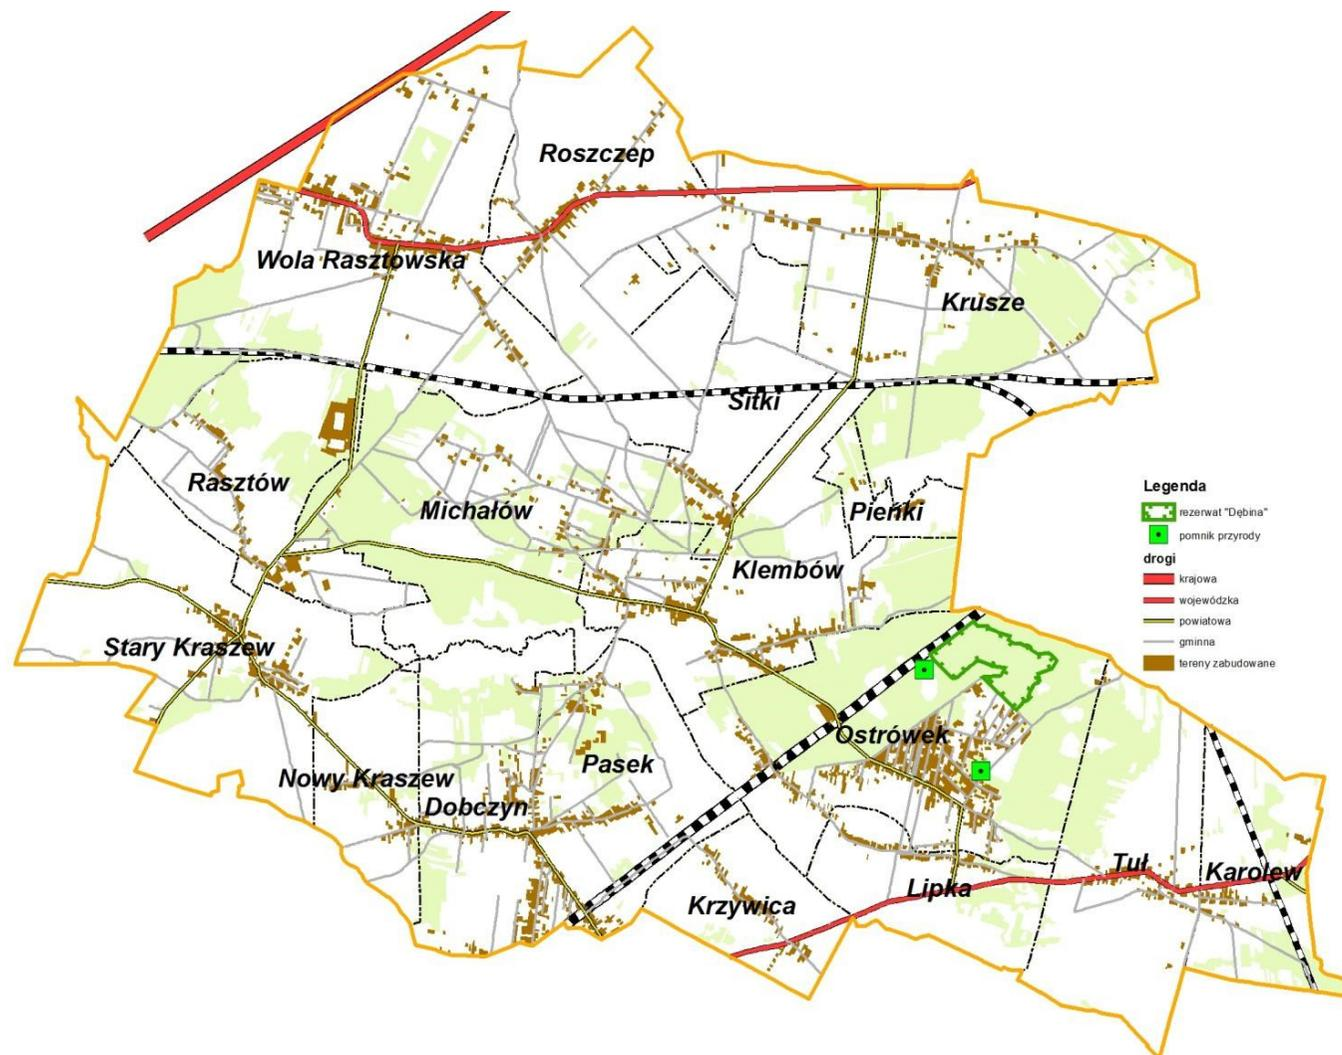 Roszczep
Wola Rasztowska
Krusze
Sitki
Rasztów
Michałów
Pieńki
Klembów
Stary Kraszew
Ostrówek
Nowy Kraszew
Pasek
Dobczyn
Tuł
Karolew
Lipka
Krzywica
Legenda
rezerwat "Dębina"
pomnik przyrody
drogi
krajowa
wojewódzka
powiatowa
gminna
tereny zabudowane